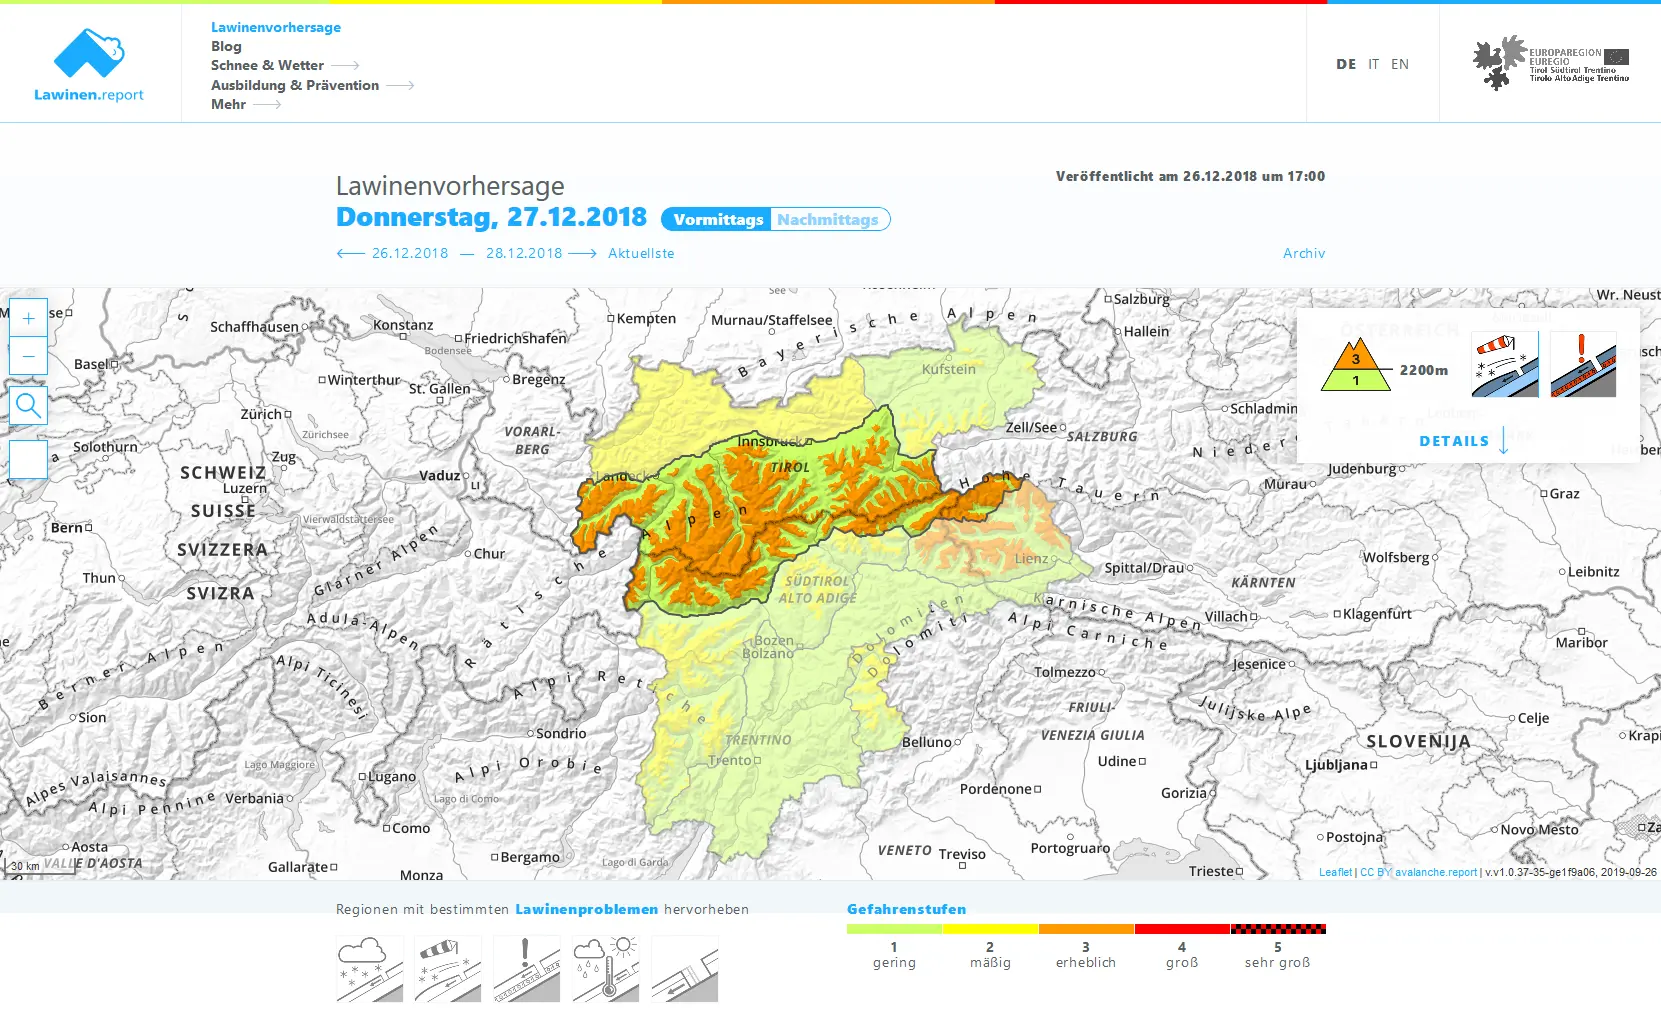 Lawinen.report
Lawinenvorhersage
Blog
Schnee & Wetter
Ausbildung & Prävention
Mehr
DE IT EN
EUROPAREGION
EUREGIO
Tirol Südtirol Trentino
Tirolo Alto Adige Trentino
Lawinenvorhersage
Veröffentlicht am 26.12.2018 um 17:00
Donnerstag, 27.12.2018 Vormittags Nachmittags
26.12.2018 — 28.12.2018 Aktuellste
Archiv
+
−
Schaffhausen
Konstanz
Friedrichshafen
Bodensee
Kempten
Murnau/Staffelsee
Bayerische Alpen
Salzburg
Hallein
Wr. Neust
Basel
Winterthur
St. Gallen
Bregenz
Kufstein
Zürich
Zürichsee
VORARL-
BERG
Innsbruck
TIROL
Landeck
Zell/See
SALZBURG
Schladmin
Niedere
Solothurn
Zug
SCHWEIZ
Luzern
SUISSE
Vierwaldstättersee
Vaduz
LI
Hohe Tauern
Murau
Judenburg
Graz
Bern
SVIZZERA
Glarner Alpen
Chur
Rätische Alpen
Thun
SVIZRA
Lienz
Spittal/Drau
KÄRNTEN
Wolfsberg
Leibnitz
SÜDTIROL
ALTO ADIGE
Adula-Alpen
Karnische Alpen
Alpi Carniche
Villach
Klagenfurt
Maribor
Berner Alpen
Alpi Ticinesi
Alpi Retiche
Bozen
Bolzano
Dolomiten
Dolomiti
Tolmezzo
Jesenice
Julijske Alpe
Sion
Sondrio
TRENTINO
Trento
Belluno
FRIULI-
VENEZIA GIULIA
Celje
Krapi
SLOVENIJA
Ljubljana
Lago Maggiore
Lugano
Alpi Orobie
Udine
Alpes Valaisannes
Alpi Pennine
Verbania
Lago di Como
Pordenone
Gorizia
Como
Postojna
Novo Mesto
Za
Aosta
VALLE D'AOSTA
Gallarate
Bergamo
Monza
Lago di Garda
VENETO
Treviso
Portogruaro
Trieste
30 km
3
1
2200m
DETAILS
Leaflet | CC BY avalanche.report | v.v1.0.37-35-ge1f9a06, 2019-09-26
Regionen mit bestimmten Lawinenproblemen hervorheben
Gefahrenstufen
1 2 3 4 5
gering mäßig erheblich groß sehr groß